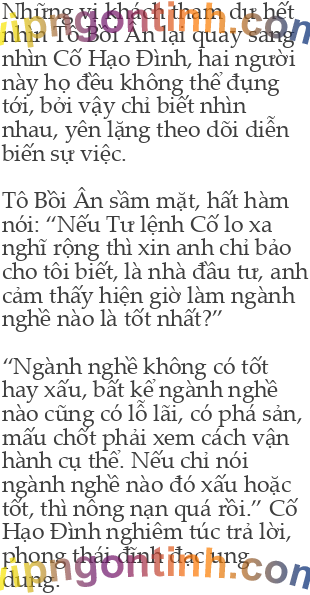 Những vị khách tham dự hết
nhìn Tô Bồi Ân lại quay sang
nhìn Cố Hạo Đình, hai người
này họ đều không thể đụng
tới, bởi vậy chỉ biết nhìn
nhau, yên lặng theo dõi diễn
biến sự việc.
Tô Bồi Ân sầm mặt, hất hàm
nói: “Nếu Tư lệnh Cố lo xa
nghĩ rộng thì xin anh chỉ bảo
cho tôi biết, là nhà đầu tư, anh
cảm thấy hiện giờ làm ngành
nghề nào là tốt nhất?”
“Ngành nghề không có tốt
hay xấu, bất kể ngành nghề
nào cũng có lỗ lãi, có phá sản,
mấu chốt phải xem cách vận
hành cụ thể. Nếu chỉ nói
ngành nghề nào đó xấu hoặc
tốt, thì nông nạn quá rồi.” Cố
Hạo Đình nghiêm túc trả lời,
phong thái đĩnh đạc ung
dung.